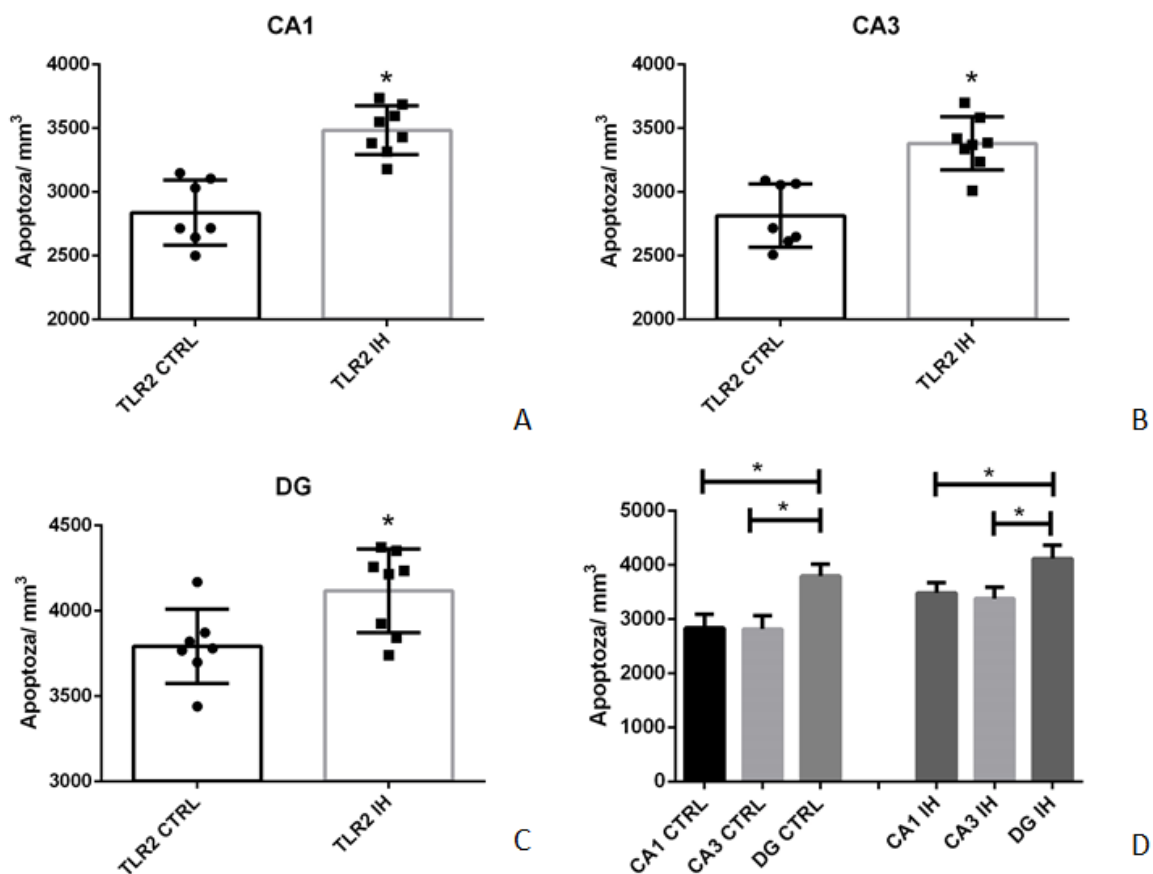 CA1
Apoptoza/ mm³
4000
3500
3000
2500
2000
*
TLR2 CTRL
TLR2 IH
A
CA3
Apoptoza/ mm³
4000
3500
3000
2500
2000
*
TLR2 CTRL
TLR2 IH
B
DG
Apoptoza/ mm³
4500
4000
3500
3000
*
TLR2 CTRL
TLR2 IH
C
Apoptoza/ mm³
5000
4000
3000
2000
1000
0
*
*
*
*
CA1 CTRL
CA3 CTRL
DG CTRL
CA1 IH
CA3 IH
DG IH
D